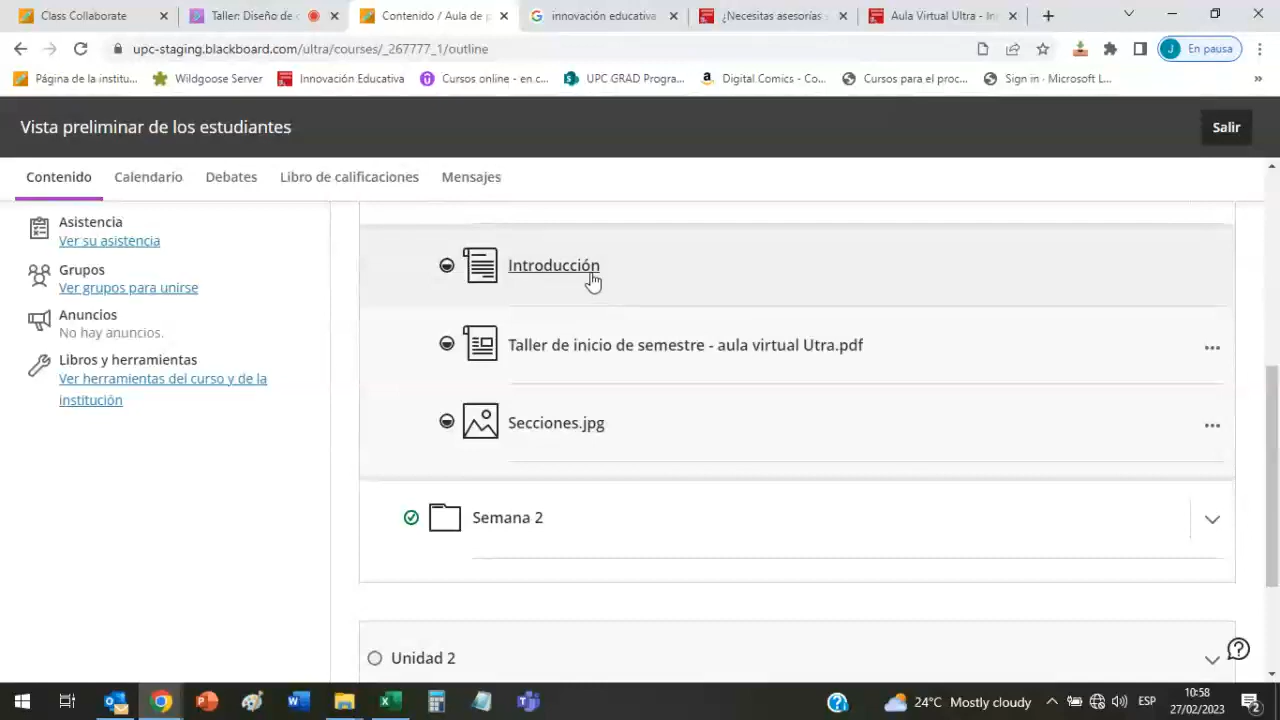 Class Collaborate
Taller: Diseño de
Contenido / Aula de p
innovación educativa
¿Necesitas asesorías
Aula Virtual Ultra - In
upc-staging.blackboard.com/ultra/courses/_267777_1/outline
J En pausa
Página de la institu...
Wildgoose Server
Innovación Educativa
Cursos online - en c...
UPC GRAD Progra...
Digital Comics - Co...
Cursos para el proc...
Sign in · Microsoft L...
Vista preliminar de los estudiantes
Salir
Contenido
Calendario
Debates
Libro de calificaciones
Mensajes
Asistencia
Ver su asistencia
Grupos
Ver grupos para unirse
Anuncios
No hay anuncios.
Libros y herramientas
Ver herramientas del curso y de la
institución
Introducción
Taller de inicio de semestre - aula virtual Utra.pdf
Secciones.jpg
Semana 2
Unidad 2
24°C Mostly cloudy
ESP
10:58
27/02/2023
2